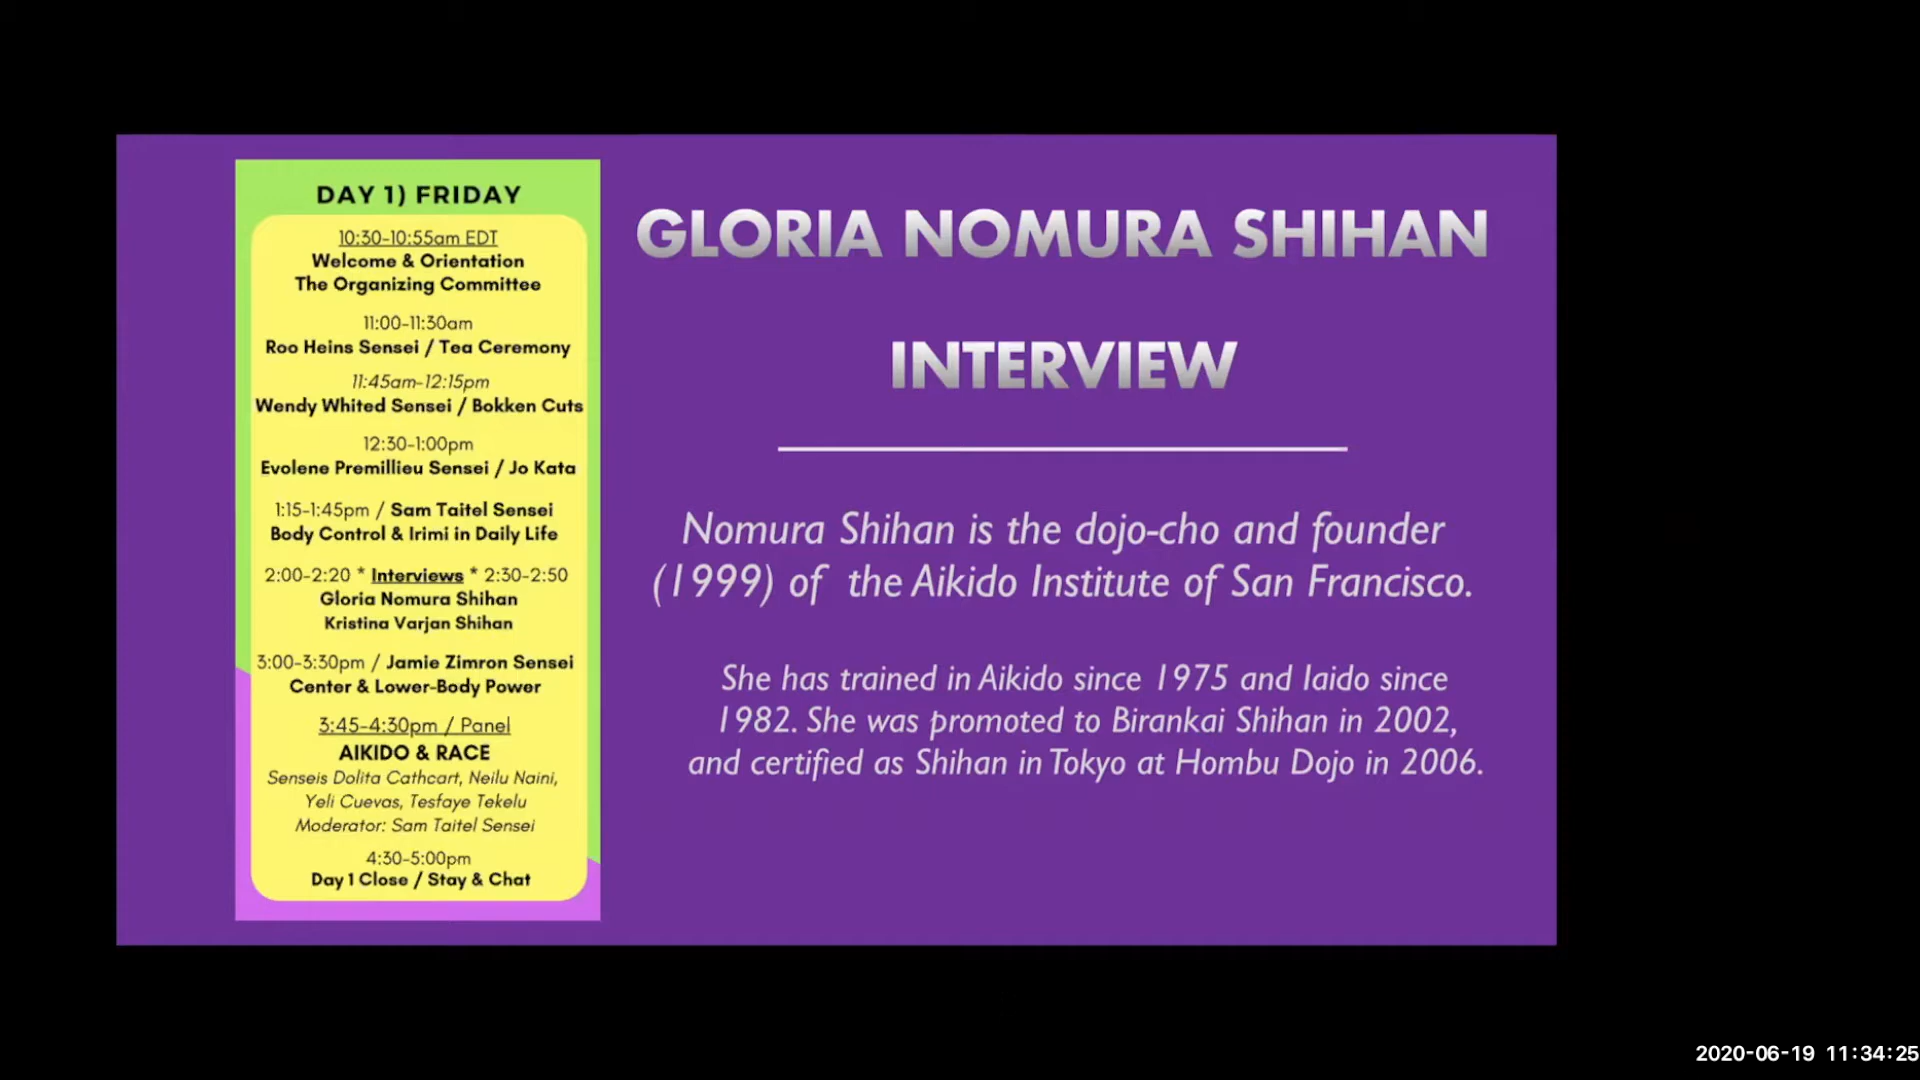 DAY 1) FRIDAY
10:30-10:55am EDT
Welcome & Orientation
The Organizing Committee
11:00-11:30am
Roo Heins Sensei / Tea Ceremony
11:45am-12:15pm
Wendy Whited Sensei / Bokken Cuts
12:30-1:00pm
Evolene Premillieu Sensei / Jo Kata
1:15-1:45pm / Sam Taitel Sensei
Body Control & Irimi in Daily Life
2:00-2:20 * Interviews * 2:30-2:50
Gloria Nomura Shihan
Kristina Varjan Shihan
3:00-3:30pm / Jamie Zimron Sensei
Center & Lower-Body Power
3:45-4:30pm / Panel
AIKIDO & RACE
Senseis Dolita Cathcart, Neilu Naini,
Yeli Cuevas, Tesfaye Tekelu
Moderator: Sam Taitel Sensei
4:30-5:00pm
Day 1 Close / Stay & Chat
GLORIA NOMURA SHIHAN
INTERVIEW
Nomura Shihan is the dojo-cho and founder
(1999) of the Aikido Institute of San Francisco.
She has trained in Aikido since 1975 and Iaido since
1982. She was promoted to Birankai Shihan in 2002,
and certified as Shihan in Tokyo at Hombu Dojo in 2006.
2020-06-19 11:34:25